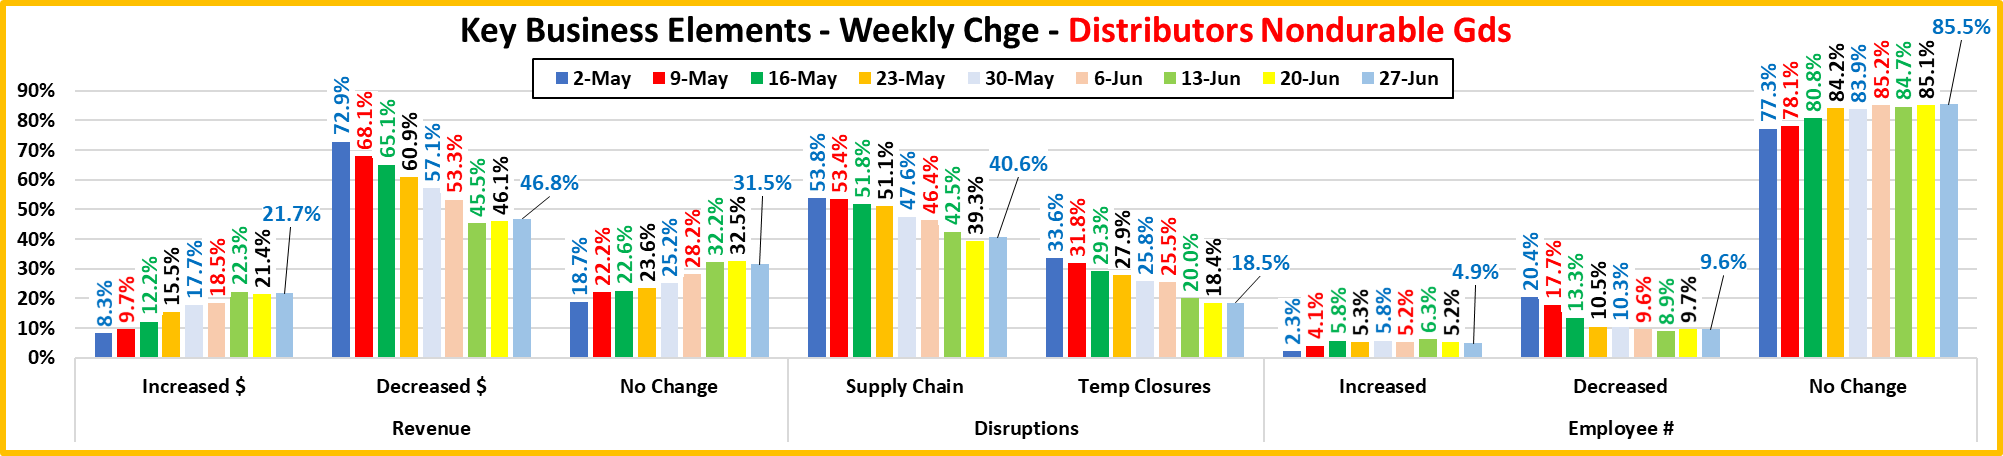 Key Business Elements - Weekly Chge - Distributors Nondurable Gds
2-May 9-May 16-May 23-May 30-May 6-Jun 13-Jun 20-Jun 27-Jun
90%
80%
70%
60%
50%
40%
30%
20%
10%
0%
8.3% 9.7% 12.2% 15.5% 17.7% 18.5% 22.3% 21.4% 21.7%
72.9% 68.1% 65.1% 60.9% 57.1% 53.3% 45.5% 46.1% 46.8%
18.7% 22.2% 22.6% 23.6% 25.2% 28.2% 32.2% 32.5% 31.5%
53.8% 53.4% 51.8% 51.1% 47.6% 46.4% 42.5% 39.3% 40.6%
33.6% 31.8% 29.3% 27.9% 25.8% 25.5% 20.0% 18.4% 18.5%
2.3% 4.1% 5.8% 5.3% 5.8% 5.2% 6.3% 5.2% 4.9%
20.4% 17.7% 13.3% 10.5% 10.3% 9.6% 8.9% 9.7% 9.6%
77.3% 78.1% 80.8% 84.2% 83.9% 85.2% 84.7% 85.1% 85.5%
Increased $ Decreased $ No Change Supply Chain Temp Closures Increased Decreased No Change
Revenue Disruptions Employee #